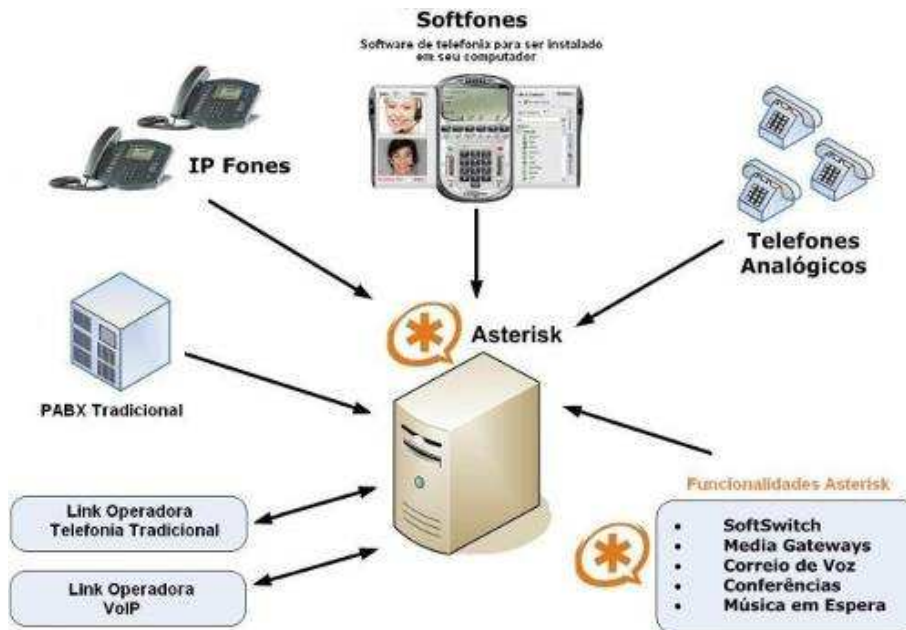 Softfones
Software de telefonia para ser instalado
em seu computador
IP Fones
Telefones
Analógicos
Asterisk
PABX Tradicional
Link Operadora
Telefonia Tradicional
Link Operadora
VoIP
Funcionalidades Asterisk
• SoftSwitch
• Media Gateways
• Correio de Voz
• Conferências
• Música em Espera